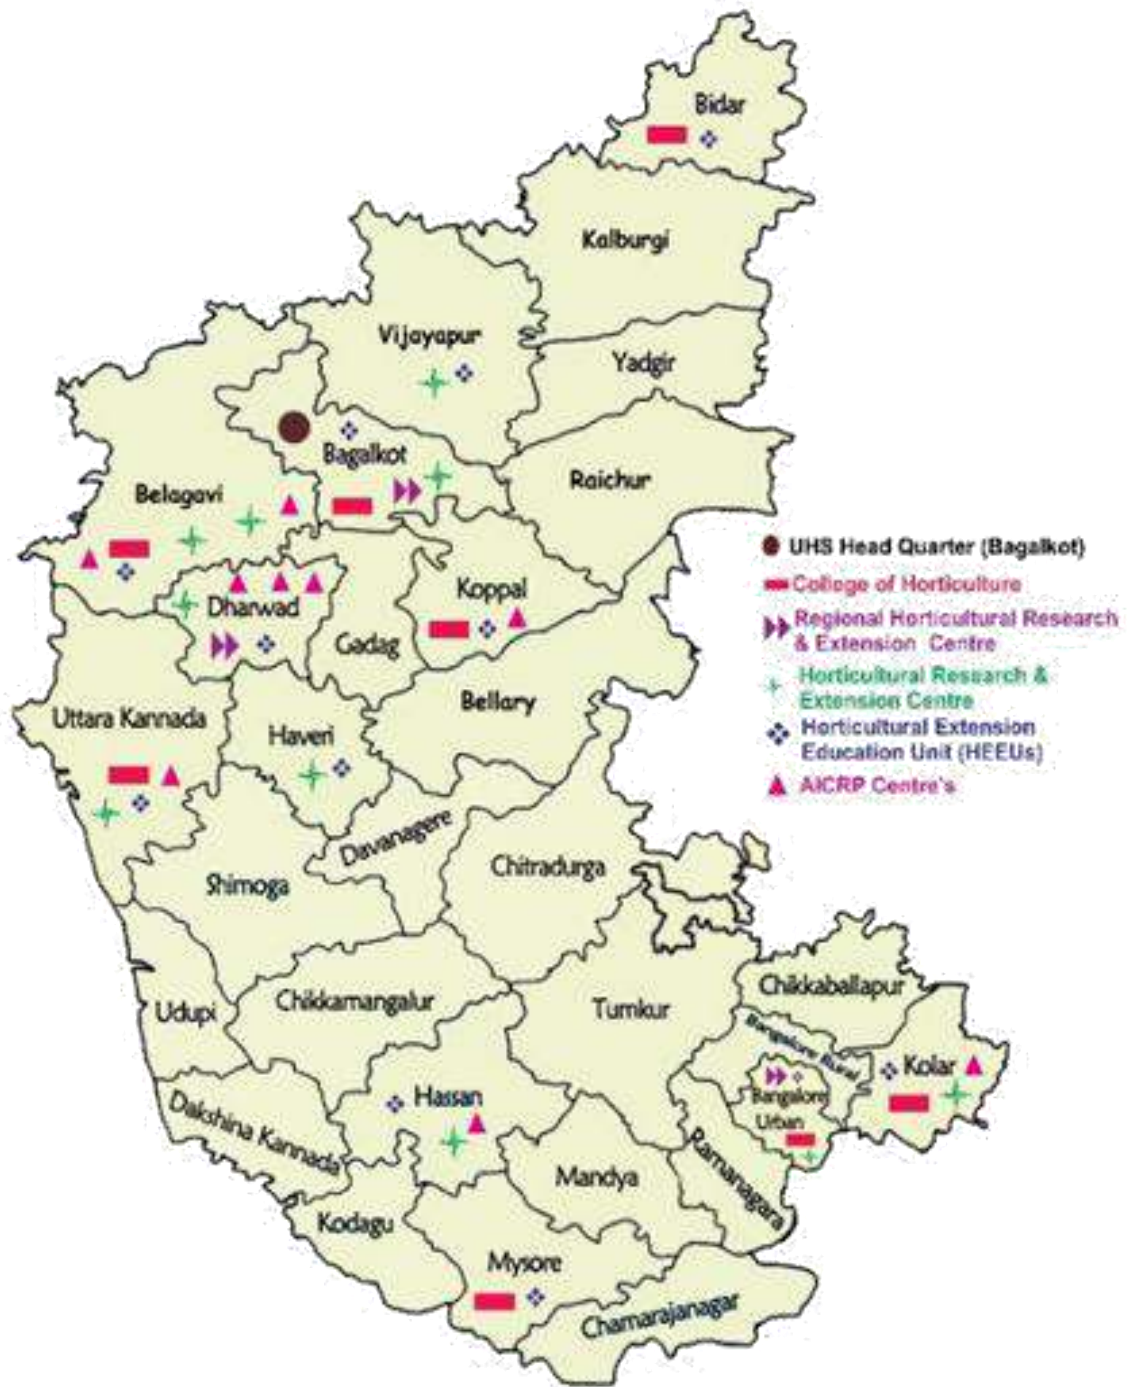 Bidar
Kalburgi
Vijayapur
Yadgir
Bagalkot
Raichur
Belagavi
UHS Head Quarter (Bagalkot)
College of Horticulture
Regional Horticultural Research
& Extension Centre
Horticultural Research &
Extension Centre
Horticultural Extension
Education Unit (HEEUs)
AICRP Centre's
Koppal
Dharwad
Gadag
Bellary
Uttara Kannada
Haveri
Davanagere
Chitradurga
Shimoga
Chikkaballapur
Chikkamangalur
Udupi
Tumkur
Bangalore Rural
Kolar
Bangalore
Urban
Hassan
Dakshina Kannada
Ramanagara
Mandya
Kodagu
Mysore
Chamarajanagar